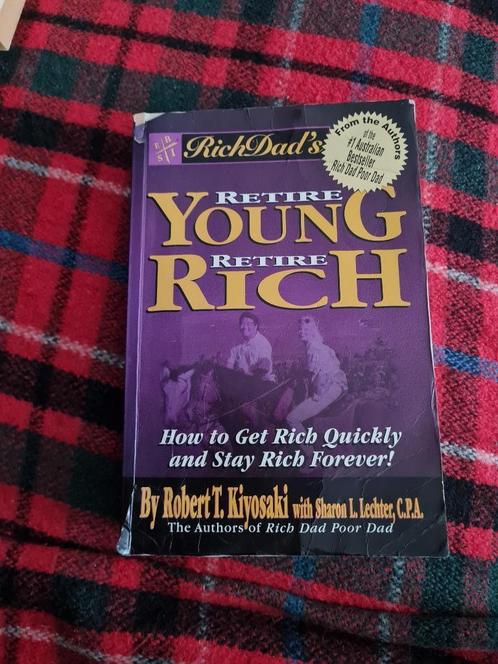 E B
S I
RichDad's
From the Authors
of the
#1 Australian
Bestseller
Rich Dad Poor Dad
RETIRE
YOUNG
RETIRE
RICH
How to Get Rich Quickly
and Stay Rich Forever!
By Robert T. Kiyosaki with Sharon L. Lechter, C.P.A.
The Authors of Rich Dad Poor Dad